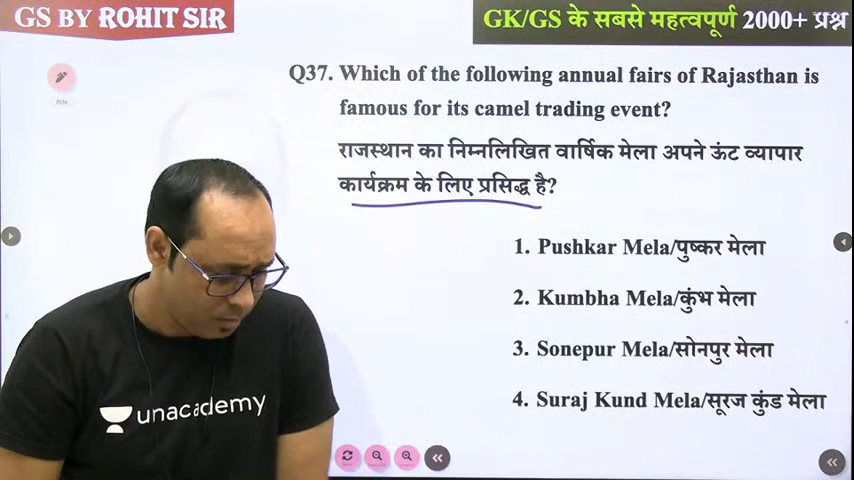 GS BY ROHIT SIR
GK/GS के सबसे महत्वपूर्ण 2000+ प्रश्न
Q37. Which of the following annual fairs of Rajasthan is
famous for its camel trading event?
राजस्थान का निम्नलिखित वार्षिक मेला अपने ऊंट व्यापार
कार्यक्रम के लिए प्रसिद्ध है?
1. Pushkar Mela/पुष्कर मेला
2. Kumbha Mela/कुंभ मेला
3. Sonepur Mela/सोनपुर मेला
4. Suraj Kund Mela/सूरज कुंड मेला
unacademy